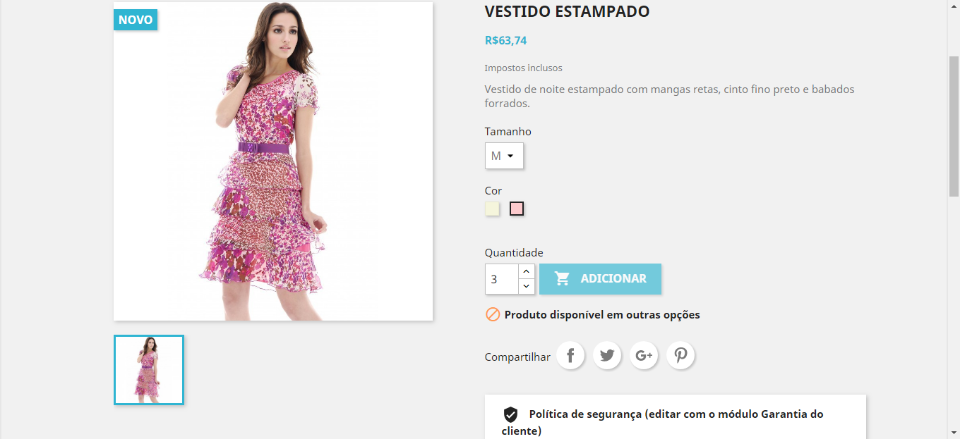 NOVO
VESTIDO ESTAMPADO
R$63,74
Impostos Inclusos
Vestido de noite estampado com mangas retas, cinto fino preto e babados
forrados.
Tamanho
M
Cor
Quantidade
3
ADICIONAR
Produto disponível em outras opções
Compartilhar
Política de segurança (editar com o módulo Garantia do
cliente)